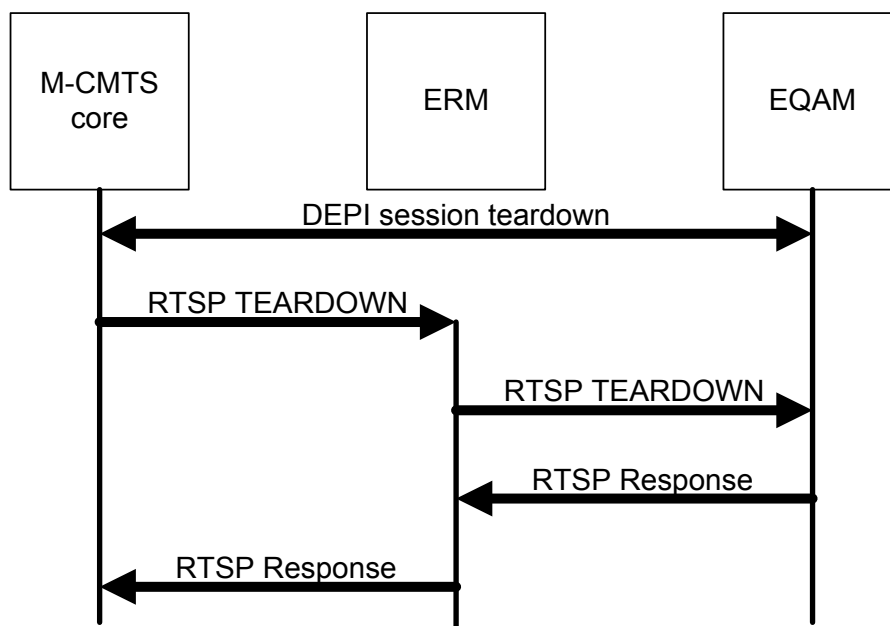 M-CMTS
core
ERM
EQAM
DEPI session teardown
RTSP TEARDOWN
RTSP TEARDOWN
RTSP Response
RTSP Response